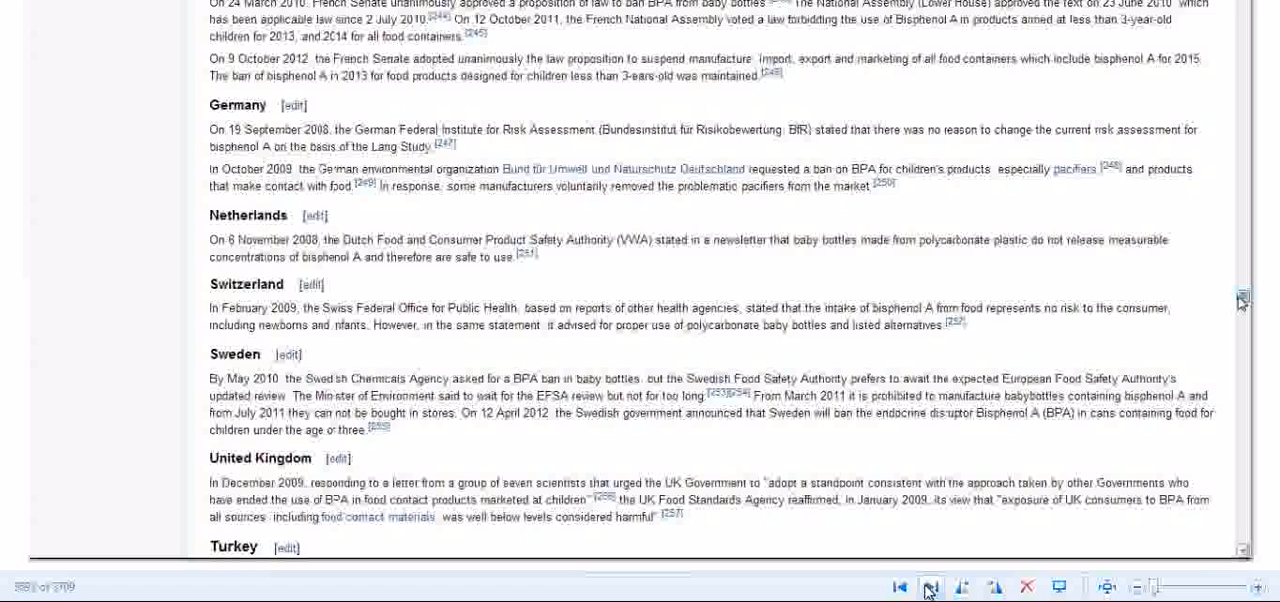 On 24 March 2010, French Senate unanimously approved a proposition of law to ban BPA from baby bottles The National Assembly (Lower House) approved the text on 23 June 2010 which
has been applicable law since 2 July 2010.[244] On 12 October 2011, the French National Assembly voted a law forbidding the use of Bisphenol A in products aimed at less than 3-year-old
children for 2013, and 2014 for all food containers.[245]
On 9 October 2012 the French Senate adopted unanimously the law proposition to suspend manufacture import, export and marketing of all food containers which include bisphenol A for 2015.
The ban of bisphenol A in 2013 for food products designed for children less than 3-years-old was maintained.[246]
Germany [edit]
On 19 September 2008, the German Federal Institute for Risk Assessment (Bundesinstitut für Risikobewertung, BfR) stated that there was no reason to change the current risk assessment for
bisphenol A on the basis of the Lang Study.[247]
In October 2009 the German environmental organization Bund für Umwelt und Naturschutz Deutschland requested a ban on BPA for children's products especially pacifiers [248] and products
that make contact with food.[249] In response, some manufacturers voluntarily removed the problematic pacifiers from the market [250]
Netherlands [edit]
On 6 November 2008, the Dutch Food and Consumer Product Safety Authority (VWA) stated in a newsletter that baby bottles made from polycarbonate plastic do not release measurable
concentrations of bisphenol A and therefore are safe to use.[251]
Switzerland [edit]
In February 2009, the Swiss Federal Office for Public Health, based on reports of other health agencies, stated that the intake of bisphenol A from food represents no risk to the consumer,
including newborns and infants. However, in the same statement it advised for proper use of polycarbonate baby bottles and listed alternatives [252]
Sweden [edit]
By May 2010 the Swedish Chemicals Agency asked for a BPA ban in baby bottles, but the Swedish Food Safety Authority prefers to await the expected European Food Safety Authority's
updated review The Minister of Environment said to wait for the EFSA review but not for too long.[253][254] From March 2011 it is prohibited to manufacture babybottles containing bisphenol A and
from July 2011 they can not be bought in stores. On 12 April 2012 the Swedish government announced that Sweden will ban the endocrine disruptor Bisphenol A (BPA) in cans containing food for
children under the age of three.[255]
United Kingdom [edit]
In December 2009, responding to a letter from a group of seven scientists that urged the UK Government to "adopt a standpoint consistent with the approach taken by other Governments who
have ended the use of BPA in food contact products marketed at children"[256] the UK Food Standards Agency reaffirmed, in January 2009, its view that "exposure of UK consumers to BPA from
all sources including food contact materials was well below levels considered harmful" [257]
Turkey [edit]